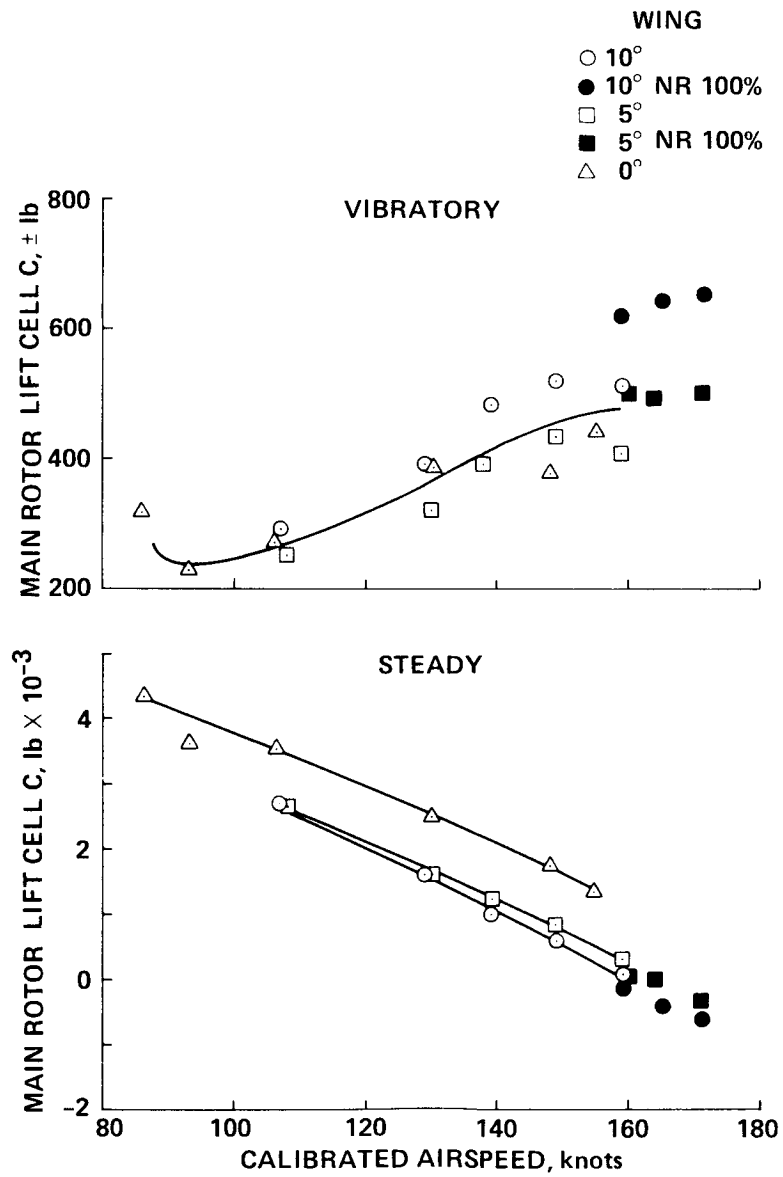 WING
10°
10° NR 100%
5°
5° NR 100%
0°
VIBRATORY
MAIN ROTOR LIFT CELL C, ± lb
800
600
400
200
STEADY
MAIN ROTOR LIFT CELL C, lb × 10⁻³
4
2
0
−2
80 100 120 140 160 180
CALIBRATED AIRSPEED, knots